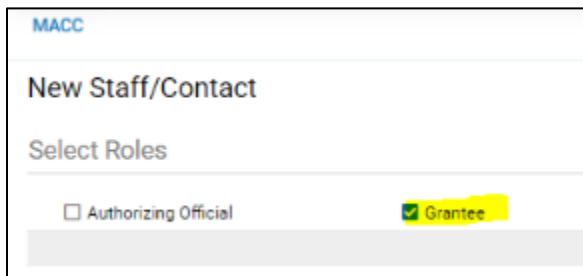 MACC
New Staff/Contact
Select Roles
Authorizing Official Grantee